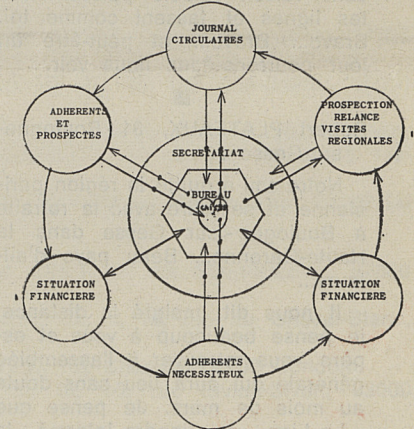 JOURNAL
CIRCULAIRES
ADHERENTS
ET
PROSPECTES
PROSPECTION
RELANCE
VISITES
REGIONALES
SECRETARIAT
BUREAU
SITUATION
FINANCIERE
SITUATION
FINANCIERE
ADHERENTS
NECESSITEUX